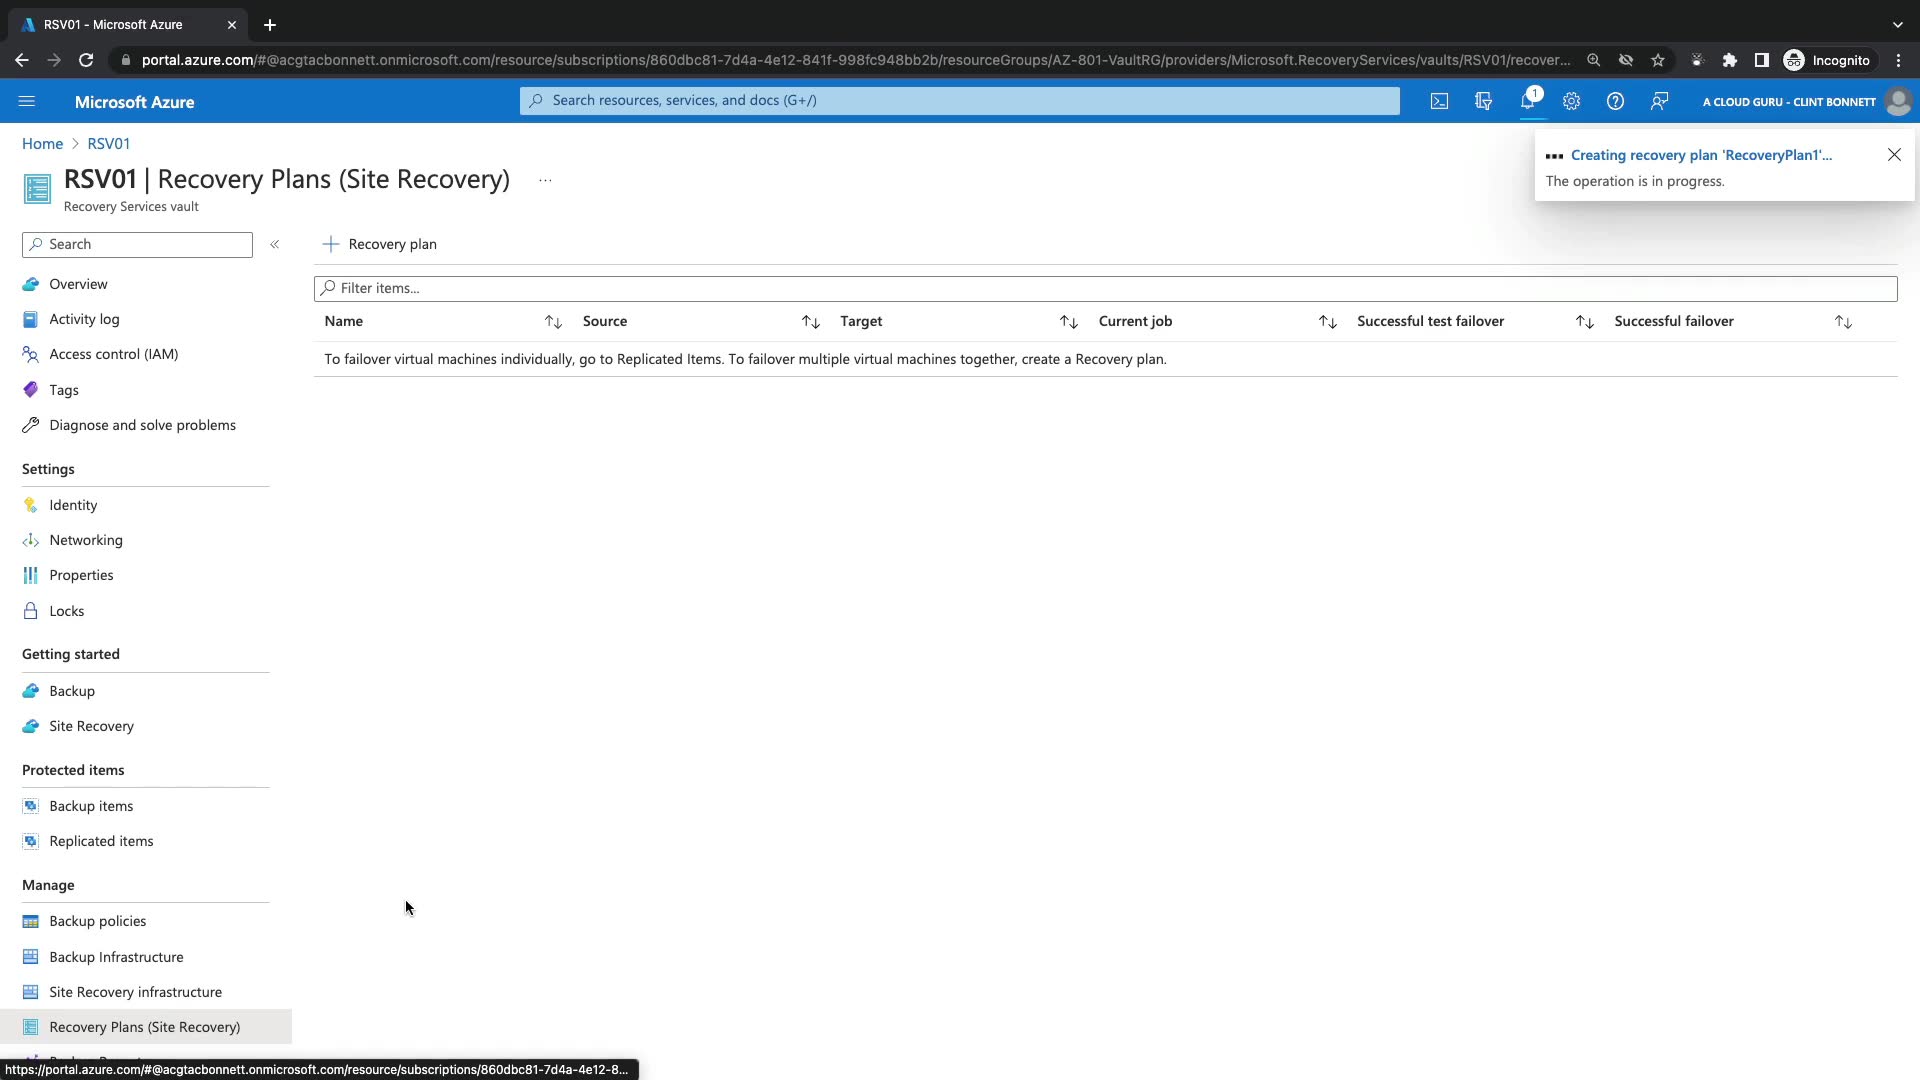 RSV01 - Microsoft Azure
portal.azure.com/#@acgtacbonnett.onmicrosoft.com/resource/subscriptions/860dbc81-7d4a-4e12-841f-998fc948bb2b/resourceGroups/AZ-801-VaultRG/providers/Microsoft.RecoveryServices/vaults/RSV01/recover...
Incognito
Microsoft Azure
Search resources, services, and docs (G+/)
1
A CLOUD GURU - CLINT BONNETT
Home > RSV01
Creating recovery plan 'RecoveryPlan1'...
The operation is in progress.
RSV01 | Recovery Plans (Site Recovery) ...
Recovery Services vault
Search
«
Recovery plan
Filter items...
Name Source Target Current job Successful test failover Successful failover
To failover virtual machines individually, go to Replicated Items. To failover multiple virtual machines together, create a Recovery plan.
Overview
Activity log
Access control (IAM)
Tags
Diagnose and solve problems
Settings
Identity
Networking
Properties
Locks
Getting started
Backup
Site Recovery
Protected items
Backup items
Replicated items
Manage
Backup policies
Backup Infrastructure
Site Recovery infrastructure
Recovery Plans (Site Recovery)
https://portal.azure.com/#@acgtacbonnett.onmicrosoft.com/resource/subscriptions/860dbc81-7d4a-4e12-8...